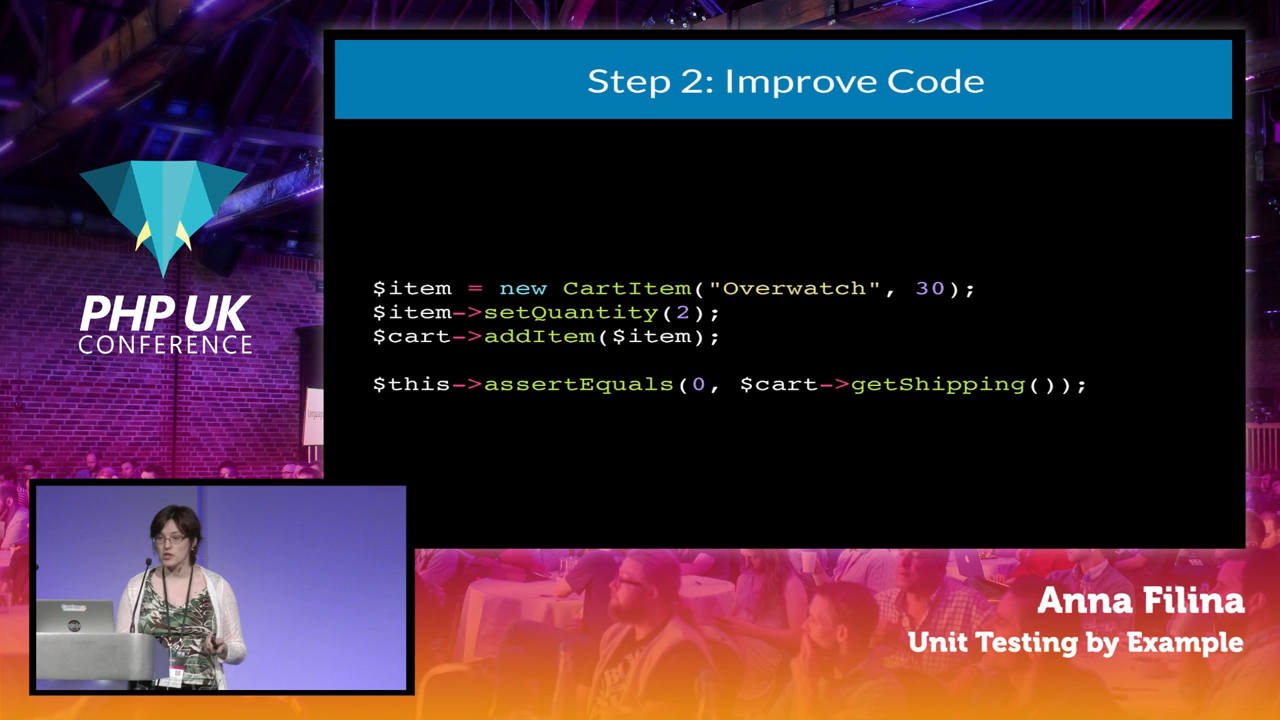 Step 2: Improve Code
$item = new CartItem("Overwatch", 30);
$item->setQuantity(2);
$cart->addItem($item);
$this->assertEquals(0, $cart->getShipping());
PHP UK
CONFERENCE
Anna Filina
Unit Testing by Example